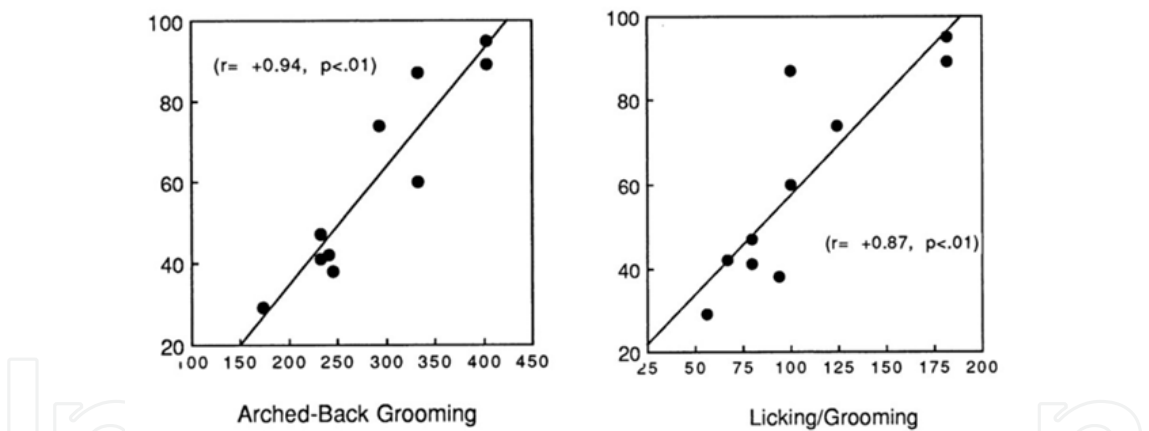 100
(r= +0.94, p<.01)
80
60
40
20
100 150 200 250 300 350 400 450
Arched-Back Grooming
100
80
60
(r= +0.87, p<.01)
40
20
25 50 75 100 125 150 175 200
Licking/Grooming